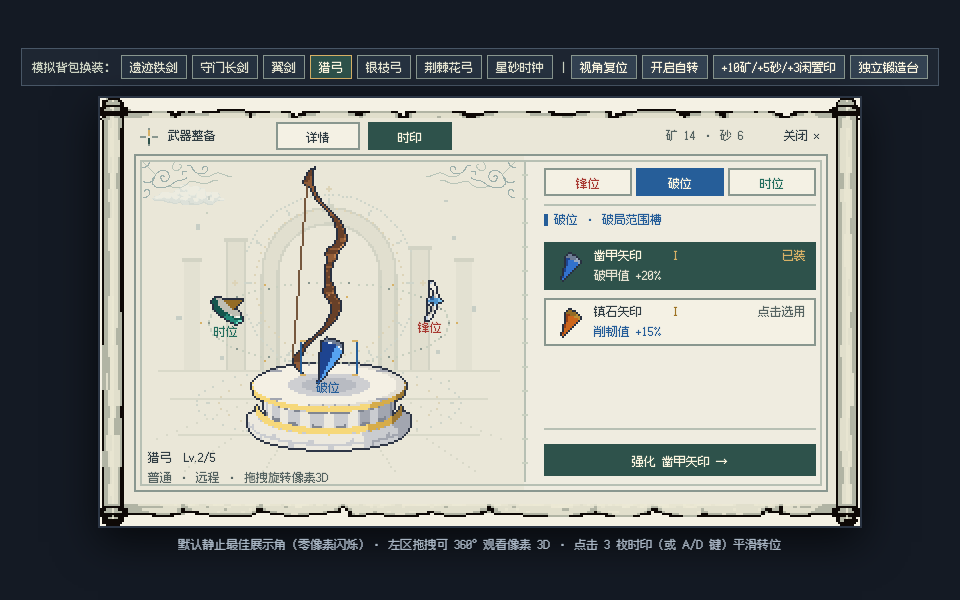 模拟背包换装: 遗迹铁剑 守门长剑 翼剑 猎弓 银枝弓 荆棘花弓 星砂时钟 | 视角复位 开启自转 +10矿/+5砂/+3闲置印 独立锻造台
武器整备 详情 时印 矿 14 · 砂 6 关闭 ×
锋位 破位 时位
破位 · 破局范围槽
凿甲矢印 I 已装
破甲值 +20%
镇石矢印 I 点击选用
削韧值 +15%
时位
锋位
破位
强化 凿甲矢印 →
猎弓 Lv.2/5
普通 · 远程 · 拖拽旋转像素3D
默认静止最佳展示角（零像素闪烁）· 左区拖拽可 360° 观看像素 3D · 点击 3 枚时印（或 A/D 键）平滑转位